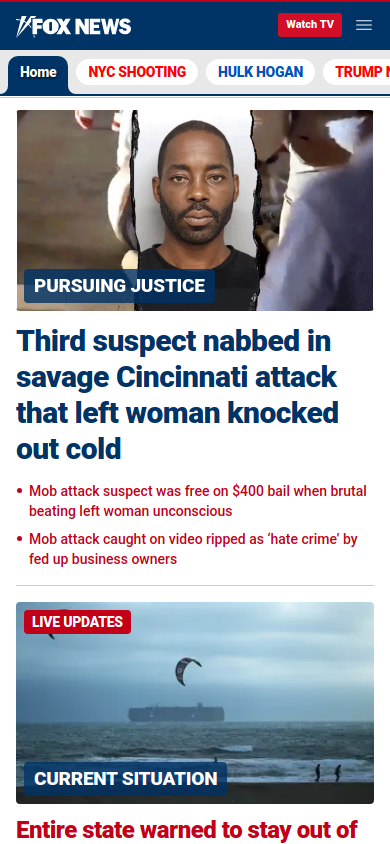 FOX NEWS
Watch TV
Home
NYC SHOOTING
HULK HOGAN
TRUMP
PURSUING JUSTICE
Third suspect nabbed in
savage Cincinnati attack
that left woman knocked
out cold
• Mob attack suspect was free on $400 bail when brutal
beating left woman unconscious
• Mob attack caught on video ripped as ‘hate crime’ by
fed up business owners
LIVE UPDATES
CURRENT SITUATION
Entire state warned to stay out of